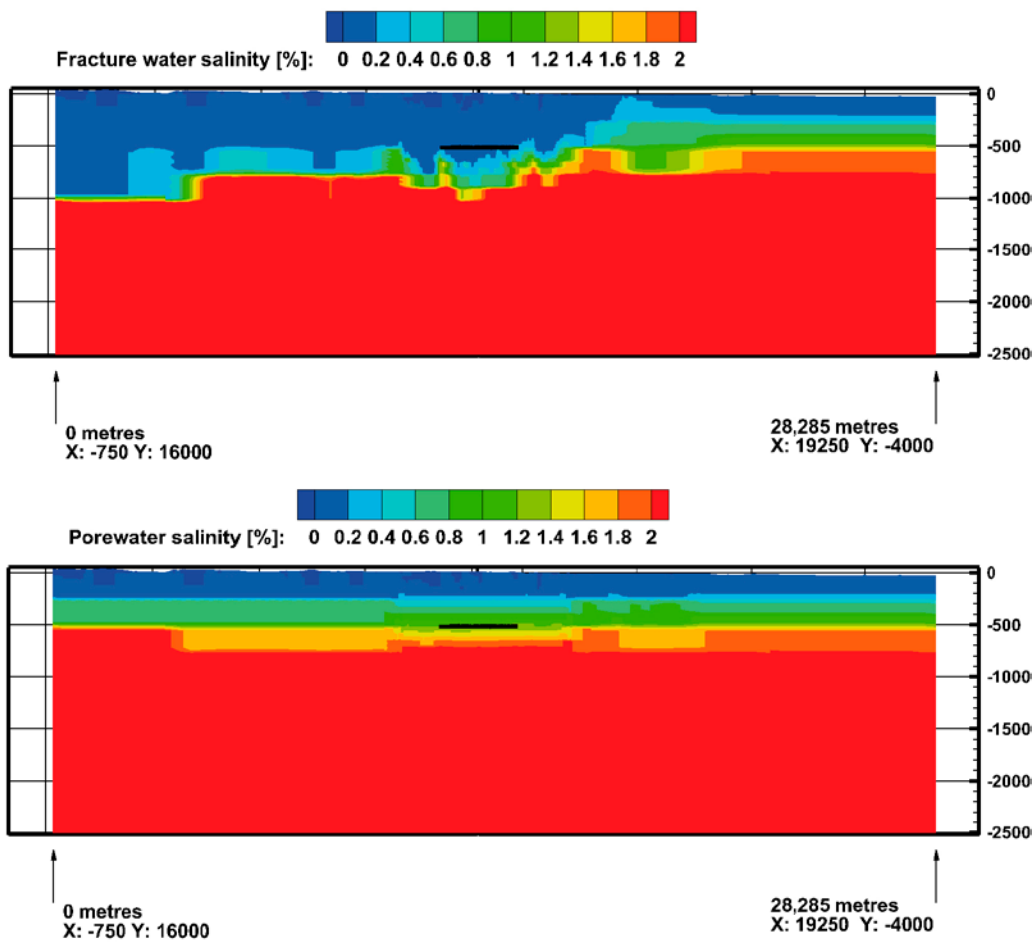 Fracture water salinity [%]: 0 0.2 0.4 0.6 0.8 1 1.2 1.4 1.6 1.8 2
0
-500
-1000
-1500
-2000
-2500
0 metres
X: -750 Y: 16000
28,285 metres
X: 19250 Y: -4000
Porewater salinity [%]: 0 0.2 0.4 0.6 0.8 1 1.2 1.4 1.6 1.8 2
0
-500
-1000
-1500
-2000
-2500
0 metres
X: -750 Y: 16000
28,285 metres
X: 19250 Y: -4000